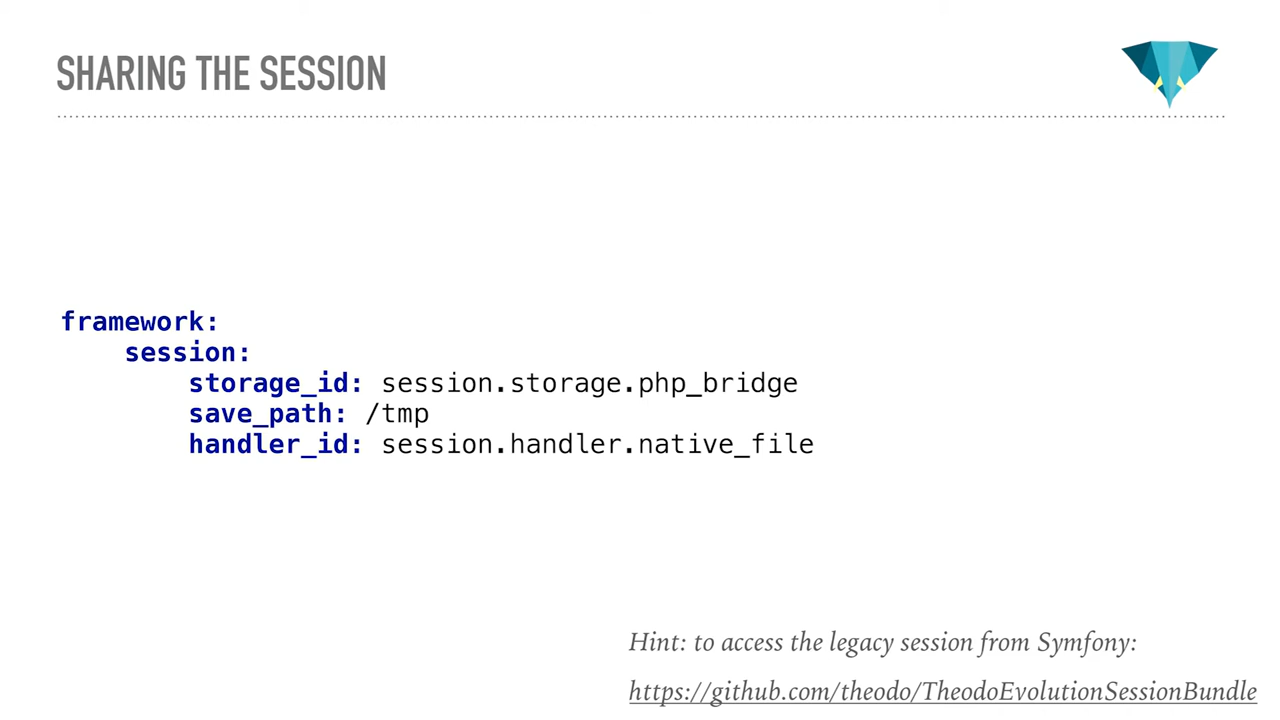 SHARING THE SESSION
framework:
    session:
        storage_id: session.storage.php_bridge
        save_path: /tmp
        handler_id: session.handler.native_file
Hint: to access the legacy session from Symfony:
https://github.com/theodo/TheodoEvolutionSessionBundle